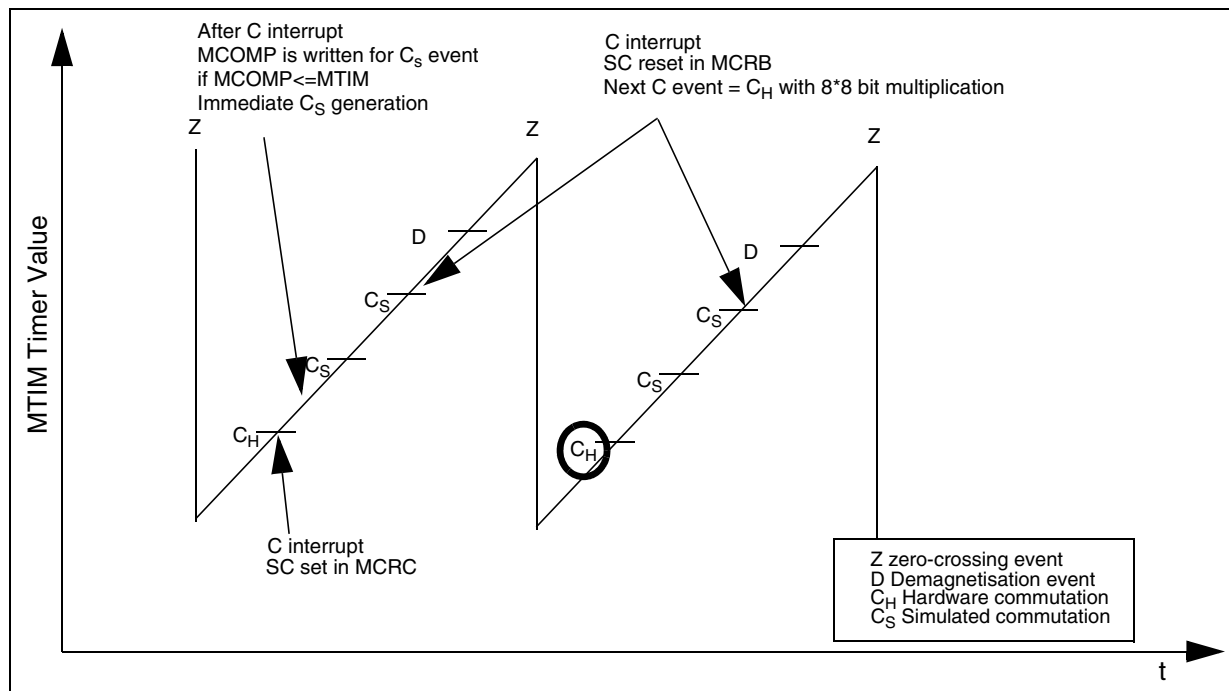 After C interrupt
MCOMP is written for Cs event
if MCOMP<=MTIM
Immediate CS generation
C interrupt
SC reset in MCRB
Next C event = CH with 8*8 bit multiplication
Z
Z
Z
MTIM Timer Value
D
D
CS
CS
CS
CS
CH
CH
C interrupt
SC set in MCRC
Z zero-crossing event
D Demagnetisation event
CH Hardware commutation
CS Simulated commutation
t